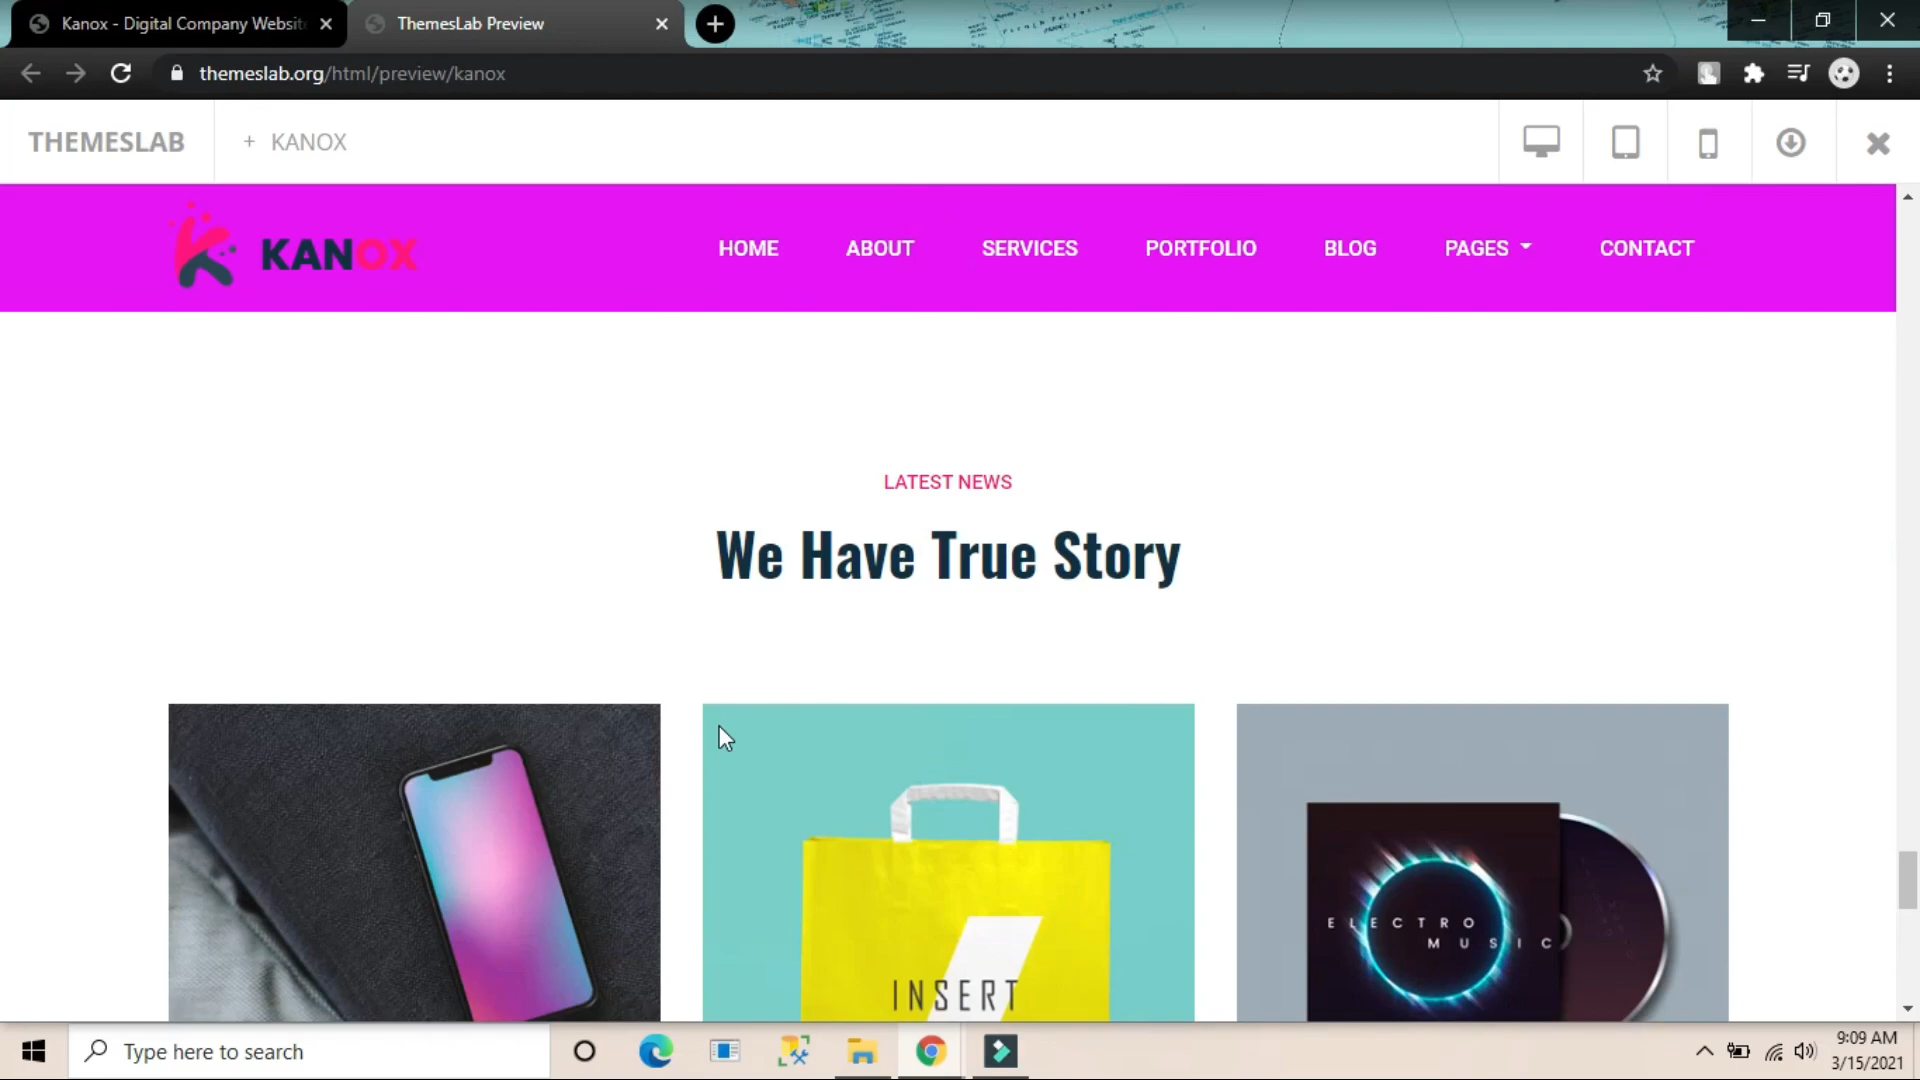 Kanox - Digital Company Website
ThemesLab Preview
themeslab.org/html/preview/kanox
THEMESLAB
+ KANOX
KANOX
HOME
ABOUT
SERVICES
PORTFOLIO
BLOG
PAGES
CONTACT
LATEST NEWS
We Have True Story
INSERT
ELECTRO
MUSIC
Type here to search
9:09 AM
3/15/2021